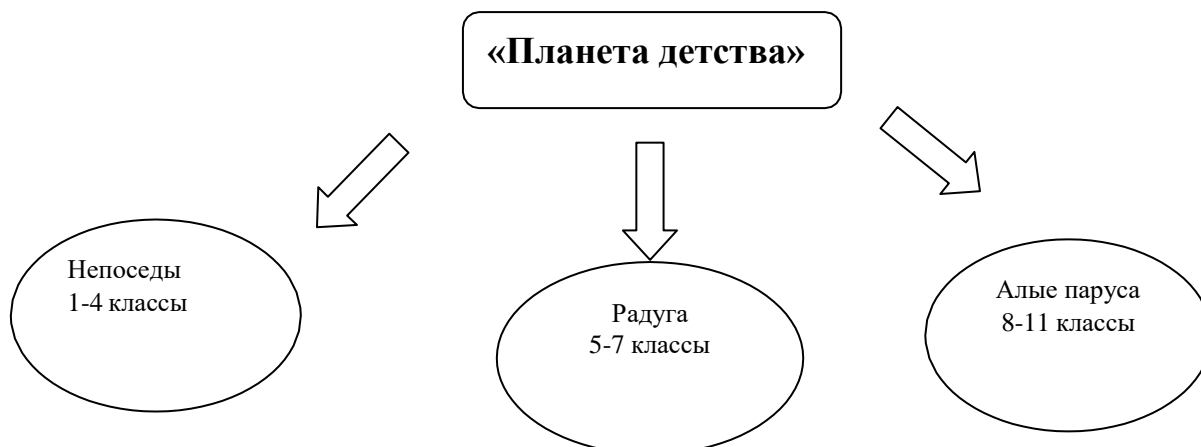 «Планета детства»
Непоседы
1-4 классы
Радуга
5-7 классы
Алые паруса
8-11 классы